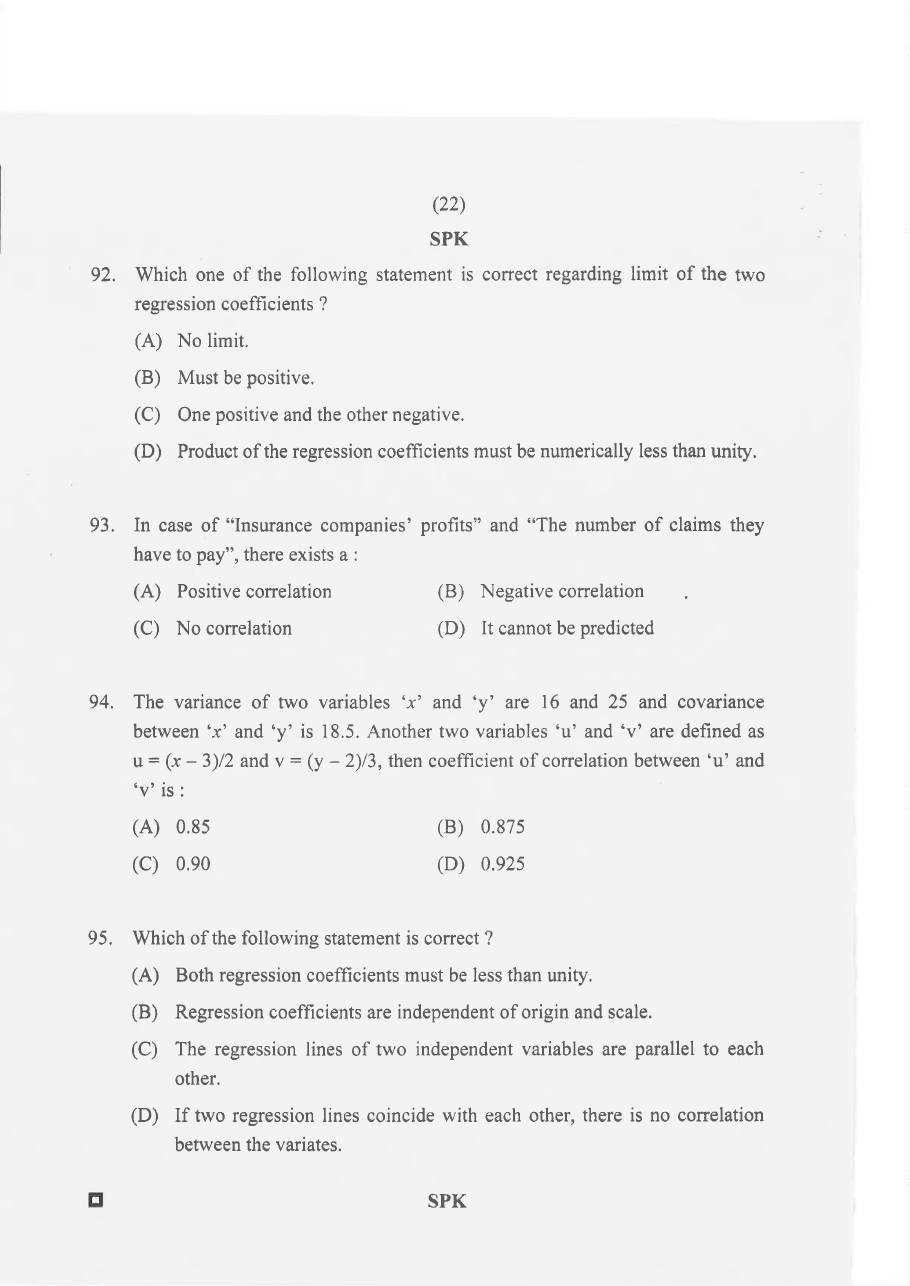 (22)
SPK
92. Which one of the following statement is correct regarding limit of the two
regression coefficients ?
(A) No limit.
(B) Must be positive.
(C) One positive and the other negative.
(D) Product of the regression coefficients must be numerically less than unity.
93. In case of “Insurance companies’ profits” and “The number of claims they
have to pay”, there exists a :
(A) Positive correlation (B) Negative correlation
(C) No correlation (D) It cannot be predicted
94. The variance of two variables ‘x’ and ‘y’ are 16 and 25 and covariance
between ‘x’ and ‘y’ is 18.5. Another two variables ‘u’ and ‘v’ are defined as
u = (x – 3)/2 and v = (y – 2)/3, then coefficient of correlation between ‘u’ and
‘v’ is :
(A) 0.85 (B) 0.875
(C) 0.90 (D) 0.925
95. Which of the following statement is correct ?
(A) Both regression coefficients must be less than unity.
(B) Regression coefficients are independent of origin and scale.
(C) The regression lines of two independent variables are parallel to each
other.
(D) If two regression lines coincide with each other, there is no correlation
between the variates.
SPK